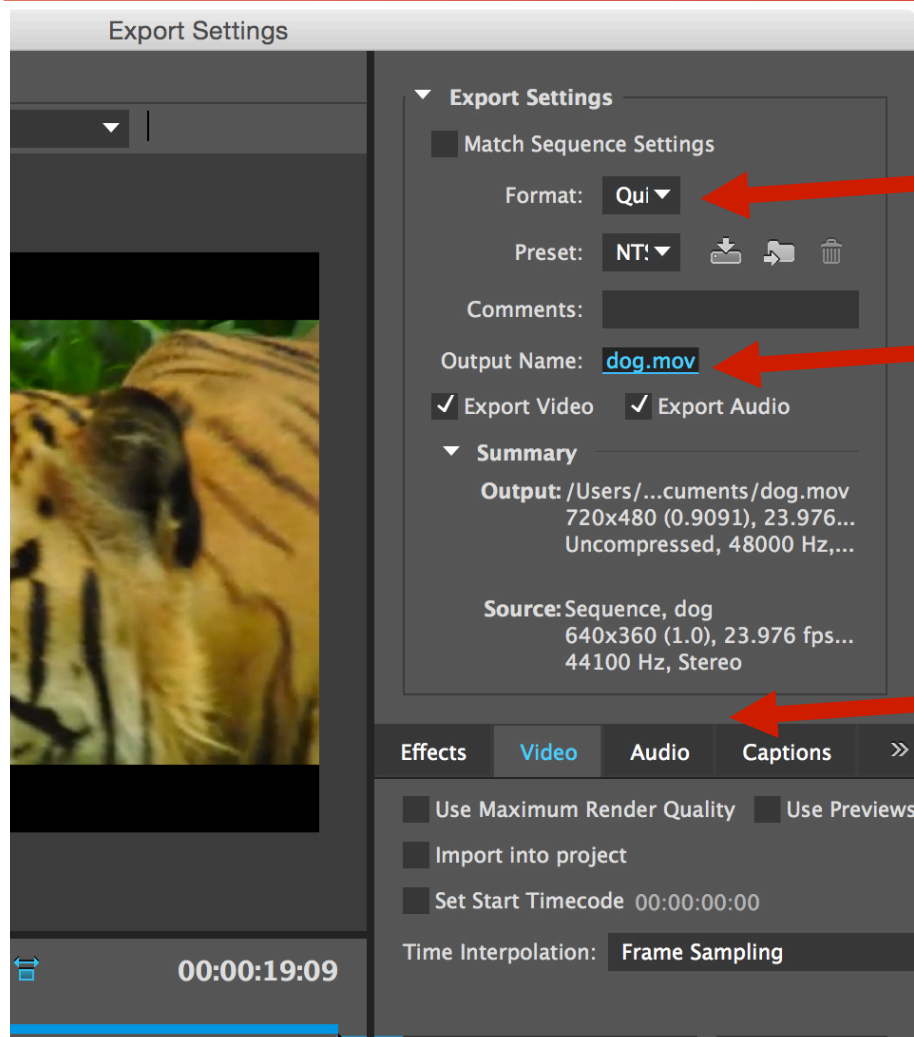 Export Settings
Export Settings
Match Sequence Settings
Format: Qui
Preset: NTS
Comments:
Output Name: dog.mov
Export Video Export Audio
Summary
Output: /Users/...cuments/dog.mov
720x480 (0.9091), 23.976...
Uncompressed, 48000 Hz,...
Source: Sequence, dog
640x360 (1.0), 23.976 fps...
44100 Hz, Stereo
Effects Video Audio Captions »
Use Maximum Render Quality Use Previews
Import into project
Set Start Timecode 00:00:00:00
Time Interpolation: Frame Sampling
00:00:19:09